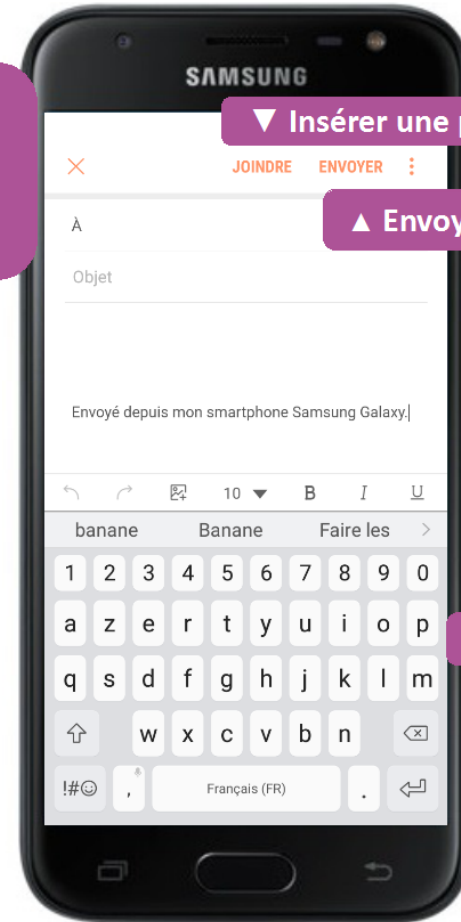 SAMSUNG
▼ Insérer une
JOINDRE ENVOYER
À
▲ Envoy
Objet
Envoyé depuis mon smartphone Samsung Galaxy.
10 ▼ B I U
banane Banane Faire les >
1 2 3 4 5 6 7 8 9 0
a z e r t y u i o p
q s d f g h j k l m
w x c v b n
!#☺ , Français (FR) .